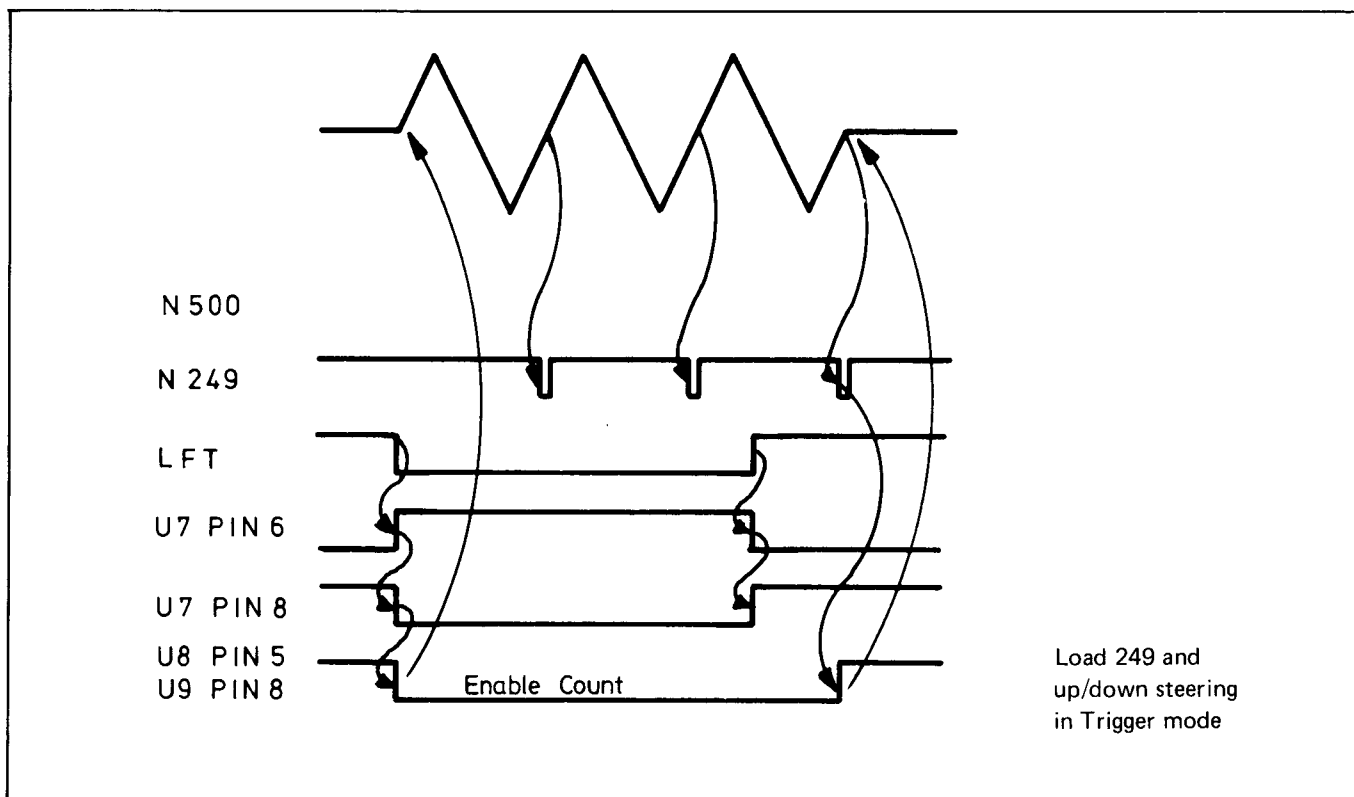 N 500
N 249
LFT
U7 PIN 6
U7 PIN 8
U8 PIN 5
U9 PIN 8
Enable Count
Load 249 and
up/down steering
in Trigger mode